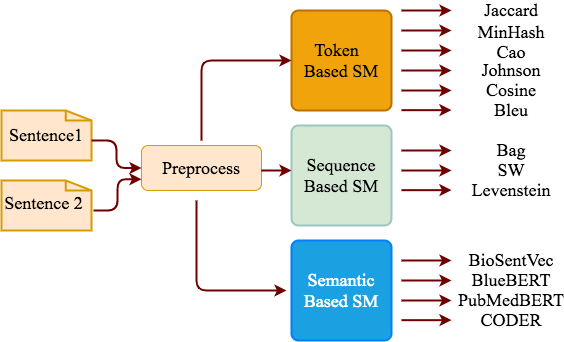 Sentence1
Sentence 2
Preprocess
Token
Based SM
Jaccard
MinHash
Cao
Johnson
Cosine
Bleu
Sequence
Based SM
Bag
SW
Levenstein
Semantic
Based SM
BioSentVec
BlueBERT
PubMedBERT
CODER